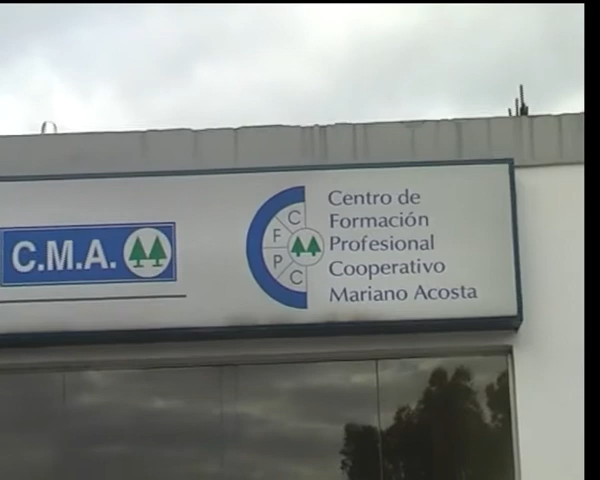 C.M.A.
C
F
P
C
Centro de
Formación
Profesional
Cooperativo
Mariano Acosta